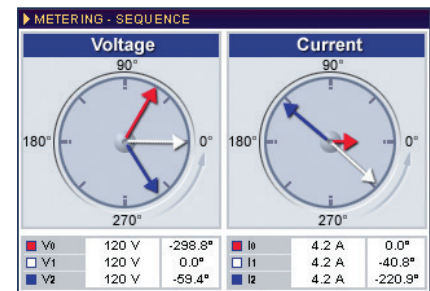 METERING - SEQUENCE
Voltage
90°
180°
0°
270°
V0 120 V -298.8°
V1 120 V 0.0°
V2 120 V -59.4°
Current
90°
180°
0°
270°
I0 4.2 A 0.0°
I1 4.2 A -40.8°
I2 4.2 A -220.9°